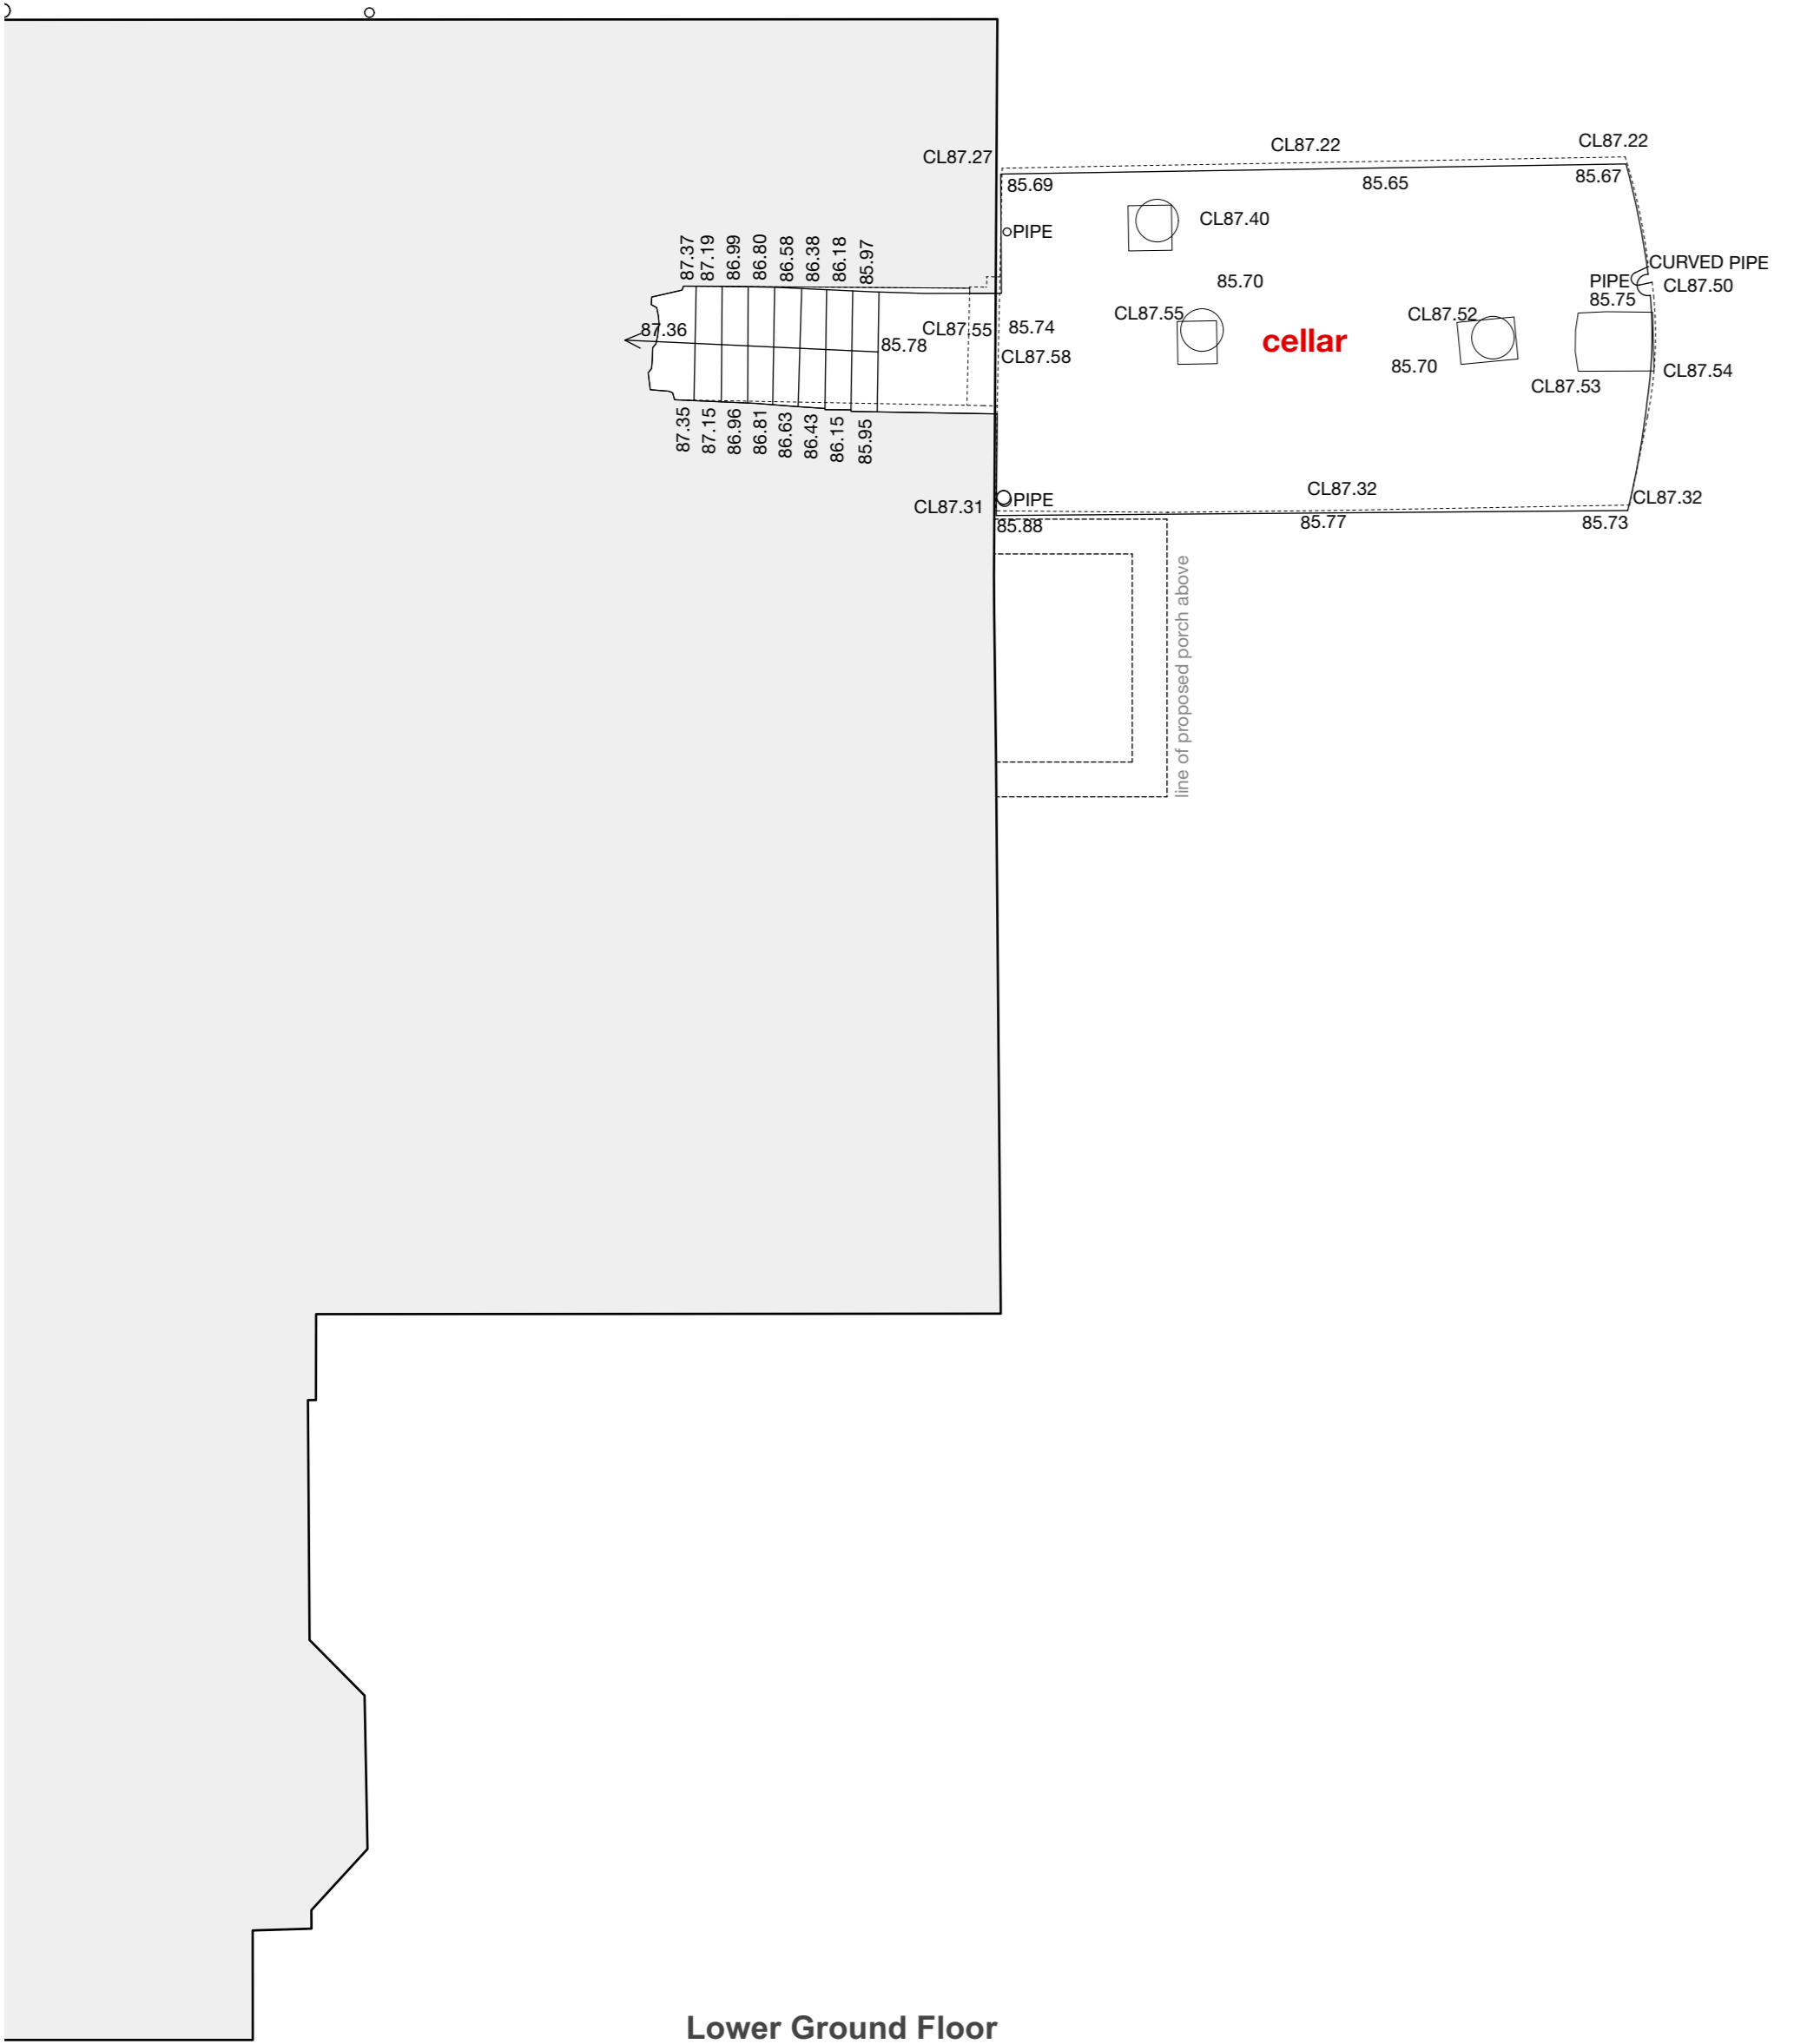 CL87.22
CL87.22
CL87.27
85.69
85.65
85.67
CL87.40
PIPE
87.37
87.19
86.99
86.80
86.58
86.38
86.18
85.97
CURVED PIPE
PIPE
CL87.50
85.70
85.75
CL87.55
CL87.52
87.36
CL87.55
85.74
85.78
CL87.58
cellar
85.70
CL87.53
CL87.54
87.35
87.15
86.96
86.81
86.63
86.43
86.15
85.95
CL87.32
CL87.32
CL87.31
PIPE
85.88
85.77
85.73
line of proposed porch above
Lower Ground Floor